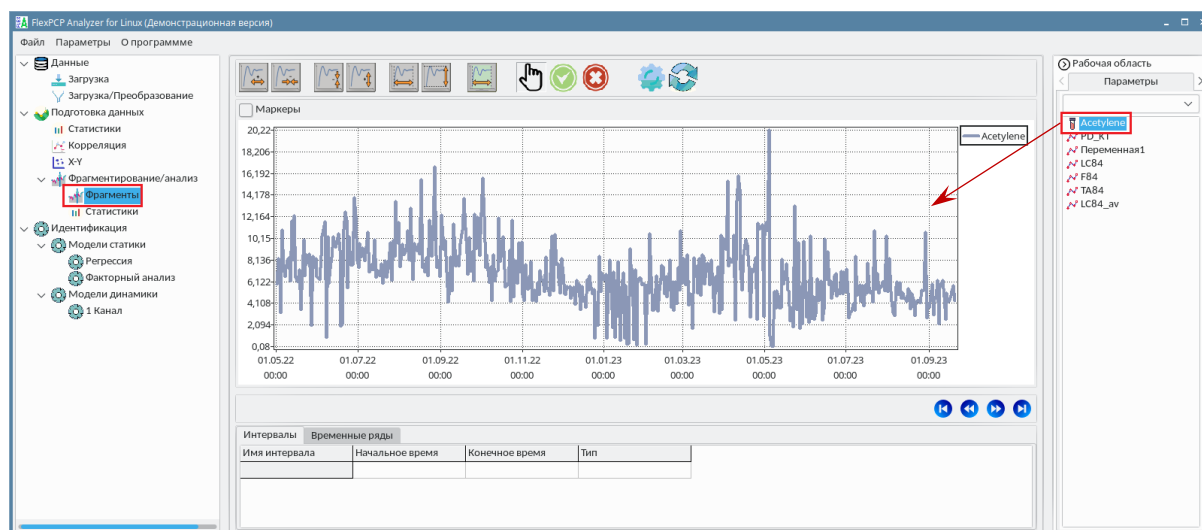 FlexPCP Analyzer for Linux (Демонстрационная версия)
Файл Параметры О программме
Данные
Загрузка
Загрузка/Преобразование
Подготовка данных
Статистики
Корреляция
X-Y
Фрагментирование/анализ
Фрагменты
Статистики
Идентификация
Модели статики
Регрессия
Факторный анализ
Модели динамики
1 Канал
Маркеры
20,22
18,206
16,192
14,178
12,164
10,15
8,136
6,122
4,108
2,094
0,08
01.05.22 01.07.22 01.09.22 01.11.22 01.01.23 01.03.23 01.05.23 01.07.23 01.09.23
00:00 00:00 00:00 00:00 00:00 00:00 00:00 00:00 00:00
Acetylene
Интервалы Временные ряды
Имя интервала Начальное время Конечное время Тип
Рабочая область
Параметры
Acetylene
PD_KT
Переменная1
LC84
F84
TA84
LC84_av